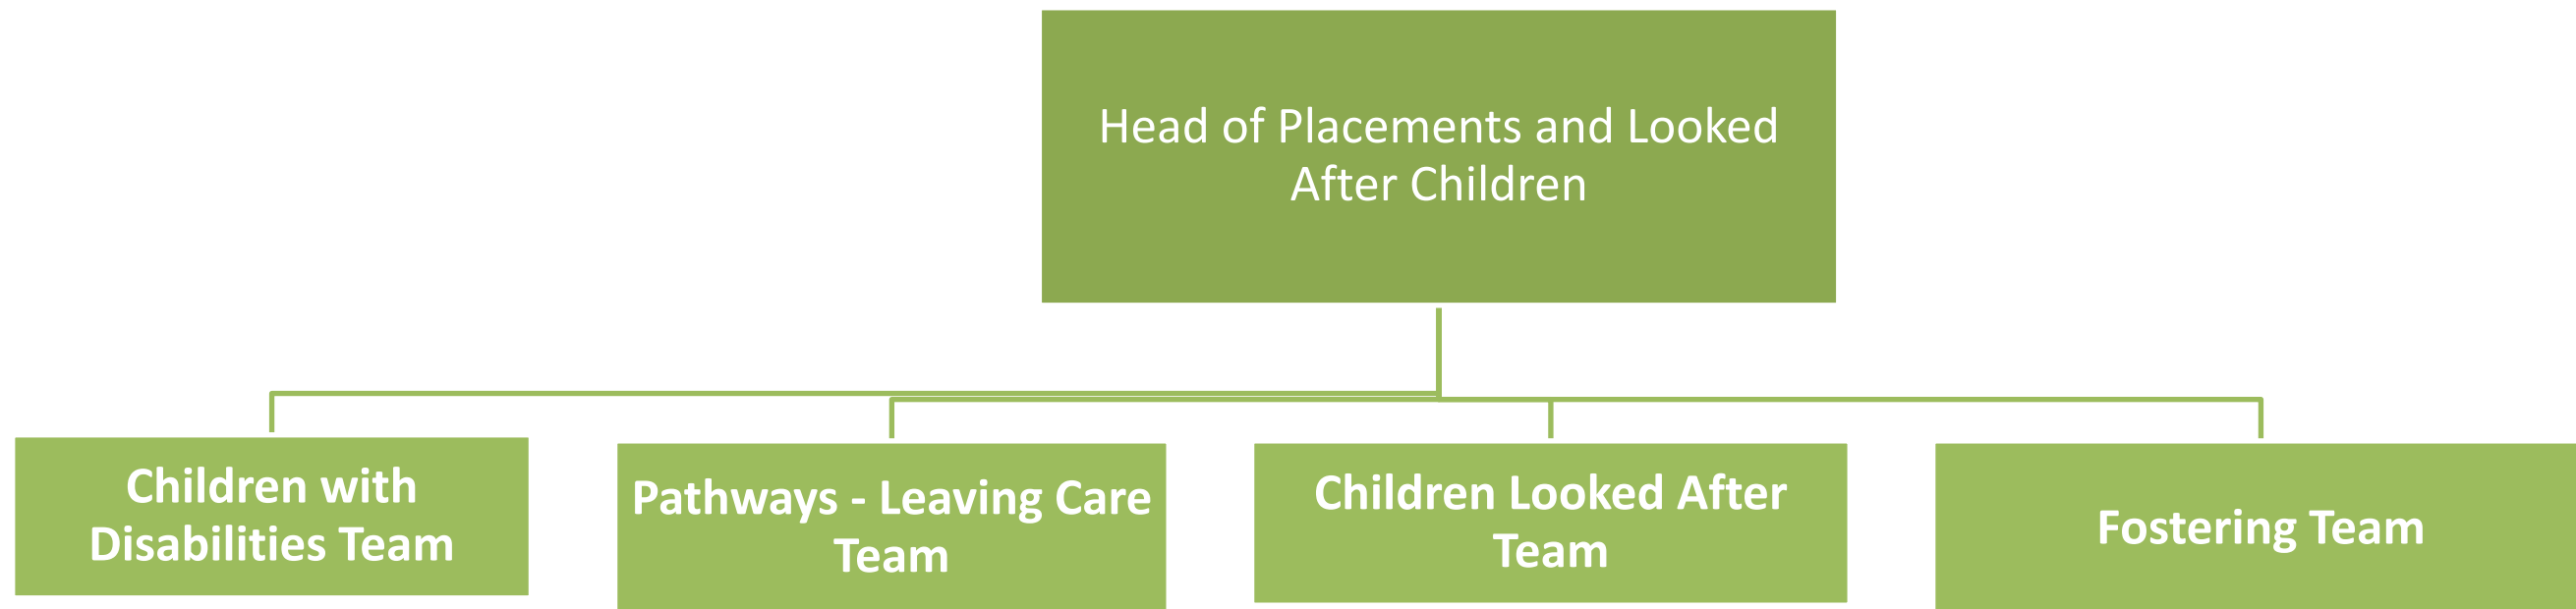 Head of Placements and Looked
After Children
Children with
Disabilities Team
Pathways - Leaving Care
Team
Children Looked After
Team
Fostering Team